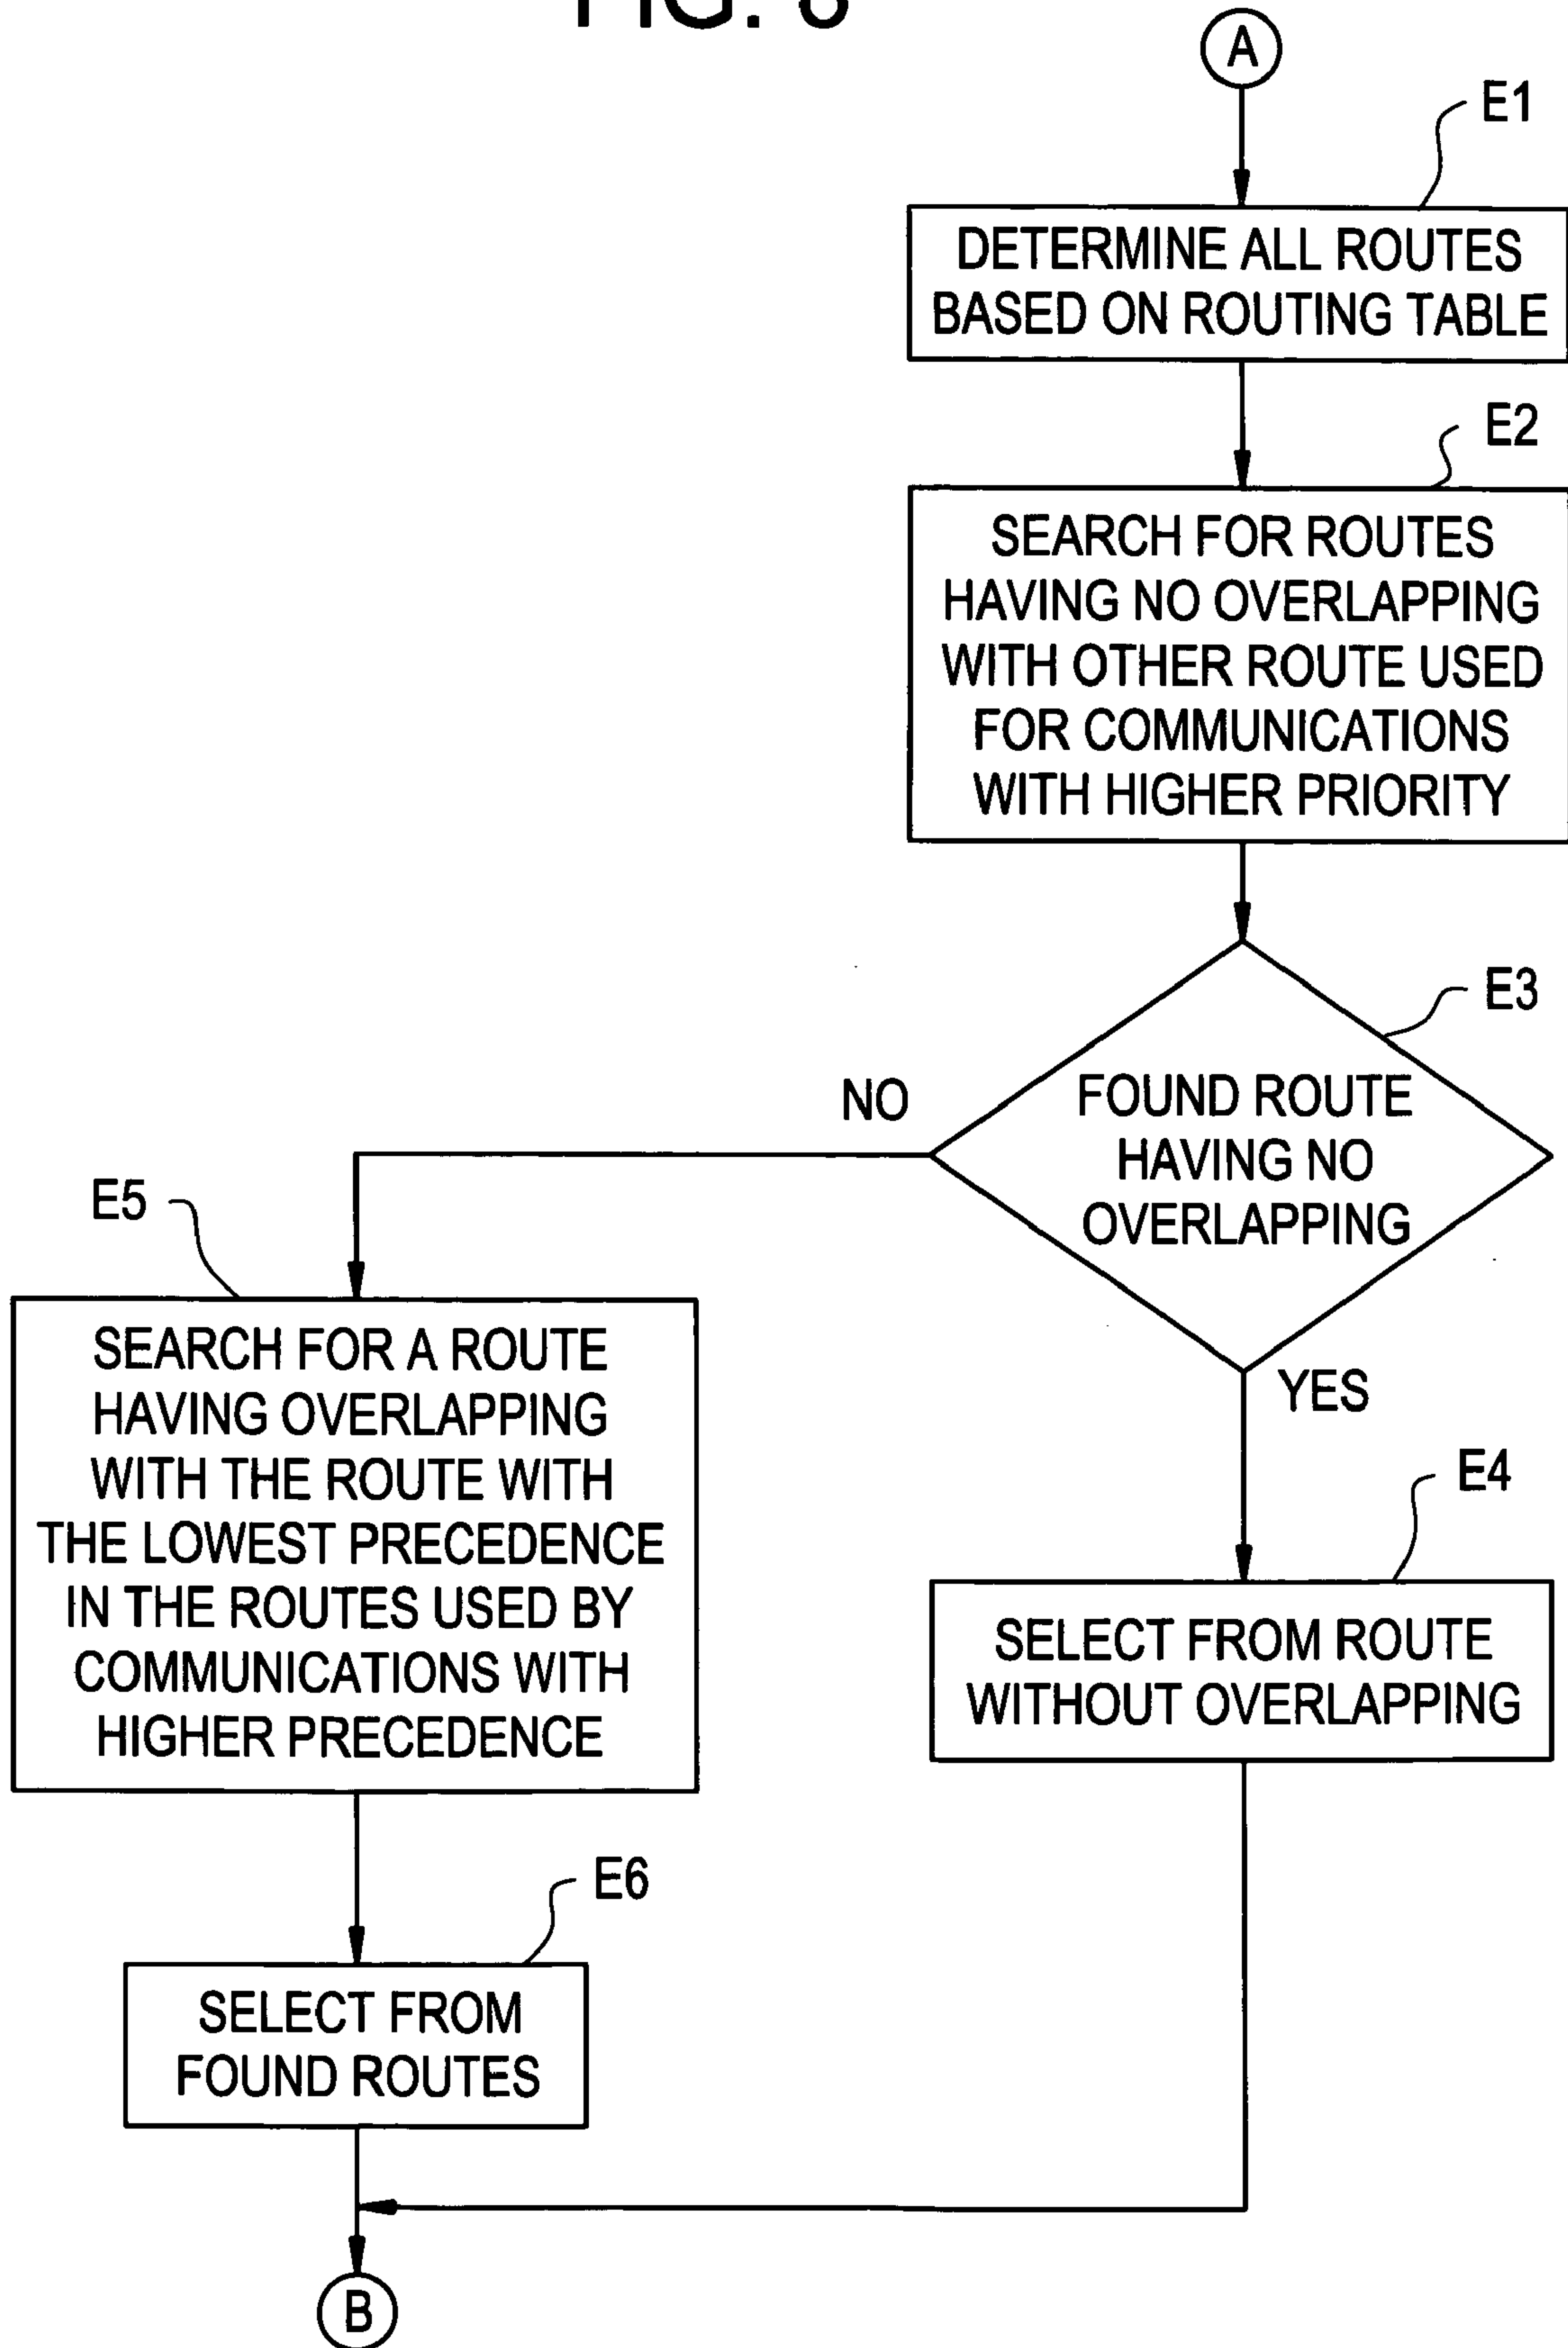 FIG.
A
E1
DETERMINE ALL ROUTES
BASED ON ROUTING TABLE
E2
SEARCH FOR ROUTES
HAVING NO OVERLAPPING
WITH OTHER ROUTE USED
FOR COMMUNICATIONS
WITH HIGHER PRIORITY
E3
FOUND ROUTE
HAVING NO
OVERLAPPING
NO
YES
E5
SEARCH FOR A ROUTE
HAVING OVERLAPPING
WITH THE ROUTE WITH
THE LOWEST PRECEDENCE
IN THE ROUTES USED BY
COMMUNICATIONS WITH
HIGHER PRECEDENCE
E4
SELECT FROM ROUTE
WITHOUT OVERLAPPING
E6
SELECT FROM
FOUND ROUTES
B